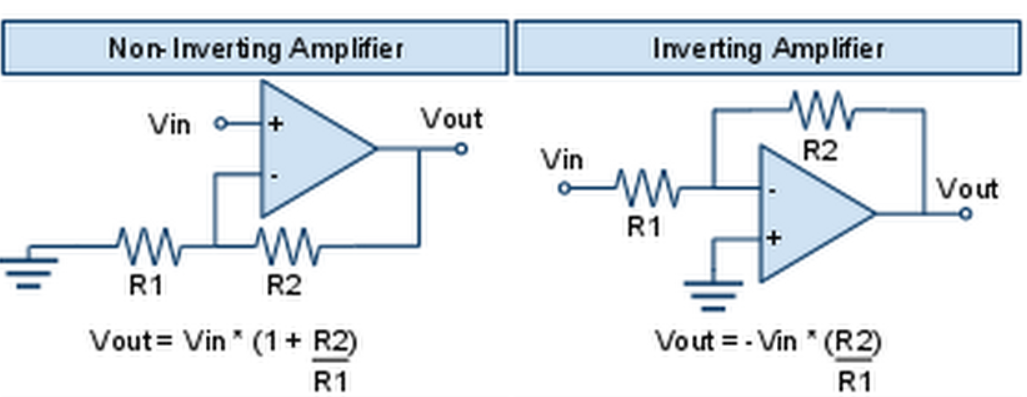 Non-Inverting Amplifier
Vin
+
-
Vout
R1
R2
Vout = Vin * (1 + R2)
R1
Inverting Amplifier
Vin
R1
R2
-
+
Vout
Vout = - Vin * (R2)
R1